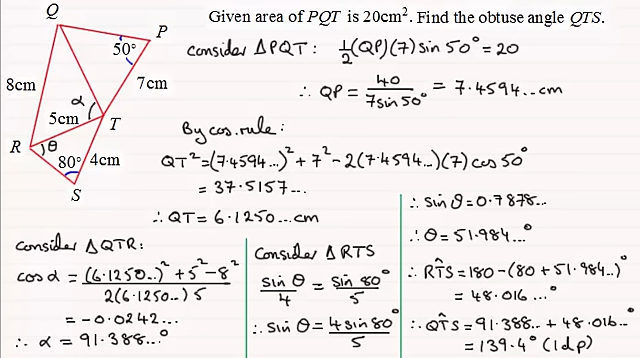 Given area of PQT is 20cm². Find the obtuse angle QTS.
Q
P
50°
8cm
7cm
α
5cm
T
R
θ
80°
4cm
S
consider △PQT: ½(QP)(7)sin 50° = 20
∴ QP = 40/7sin50° = 7.4594...cm
By cos. rule:
QT² = (7.4594...)² + 7² − 2(7.4594...)(7) cos 50°
= 37.5157...
∴ QT = 6.1250...cm
consider △QTR:
cos α = (6.1250..)² + 5² − 8² / 2(6.1250..) 5
= −0.0242...
∴ α = 91.388...°
Consider △RTS
sin θ/4 = sin 80°/5
∴ sin θ = 4 sin 80°/5
∴ sin θ = 0.7878...
∴ θ = 51.984...°
∴ RT̂S = 180 − (80 + 51.984..)°
= 48.016...°
∴ QT̂S = 91.388.. + 48.016...°
= 139.4° (1dp)